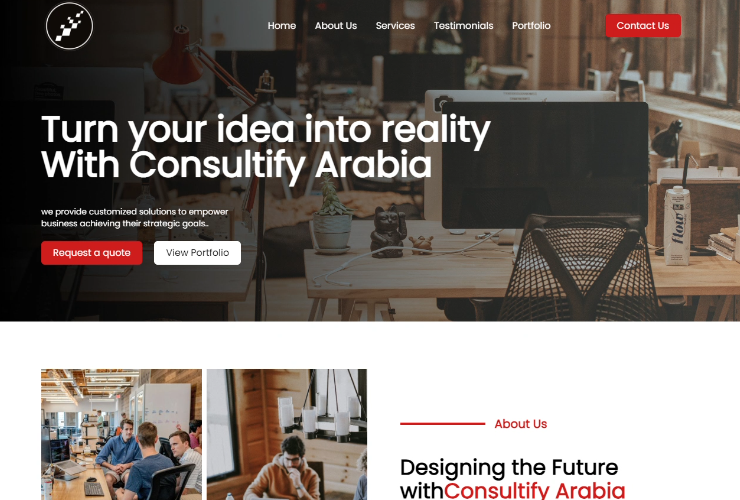 Home About Us Services Testimonials Portfolio Contact Us
Turn your idea into reality
With Consultify Arabia
we provide customized solutions to empower
business achieving their strategic goals..
Request a quote View Portfolio
flow
About Us
Designing the Future
withConsultify Arabia